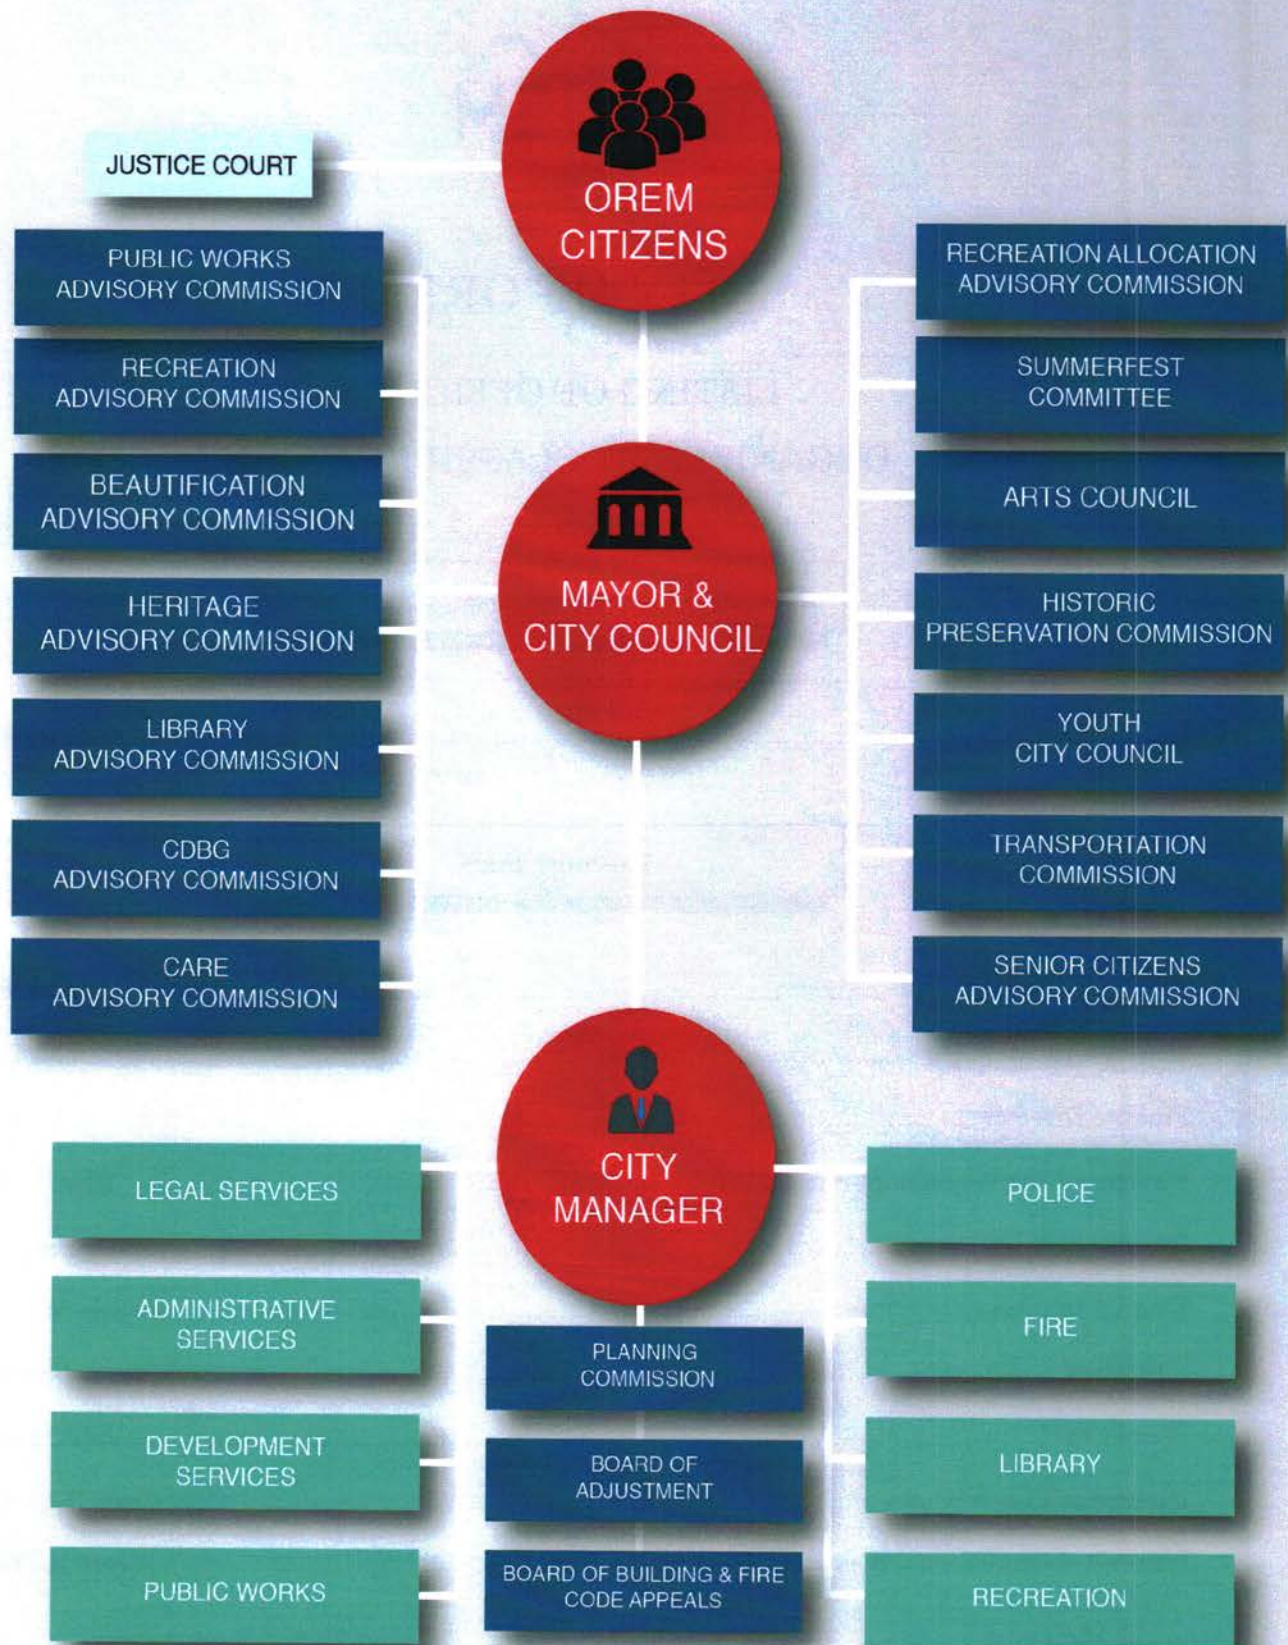 OREM
CITIZENS
JUSTICE COURT
PUBLIC WORKS
ADVISORY COMMISSION
RECREATION
ADVISORY COMMISSION
BEAUTIFICATION
ADVISORY COMMISSION
HERITAGE
ADVISORY COMMISSION
LIBRARY
ADVISORY COMMISSION
CDBG
ADVISORY COMMISSION
CARE
ADVISORY COMMISSION
MAYOR &
CITY COUNCIL
RECREATION ALLOCATION
ADVISORY COMMISSION
SUMMERFEST
COMMITTEE
ARTS COUNCIL
HISTORIC
PRESERVATION COMMISSION
YOUTH
CITY COUNCIL
TRANSPORTATION
COMMISSION
SENIOR CITIZENS
ADVISORY COMMISSION
CITY
MANAGER
LEGAL SERVICES
ADMINISTRATIVE
SERVICES
DEVELOPMENT
SERVICES
PUBLIC WORKS
PLANNING
COMMISSION
BOARD OF
ADJUSTMENT
BOARD OF BUILDING & FIRE
CODE APPEALS
POLICE
FIRE
LIBRARY
RECREATION